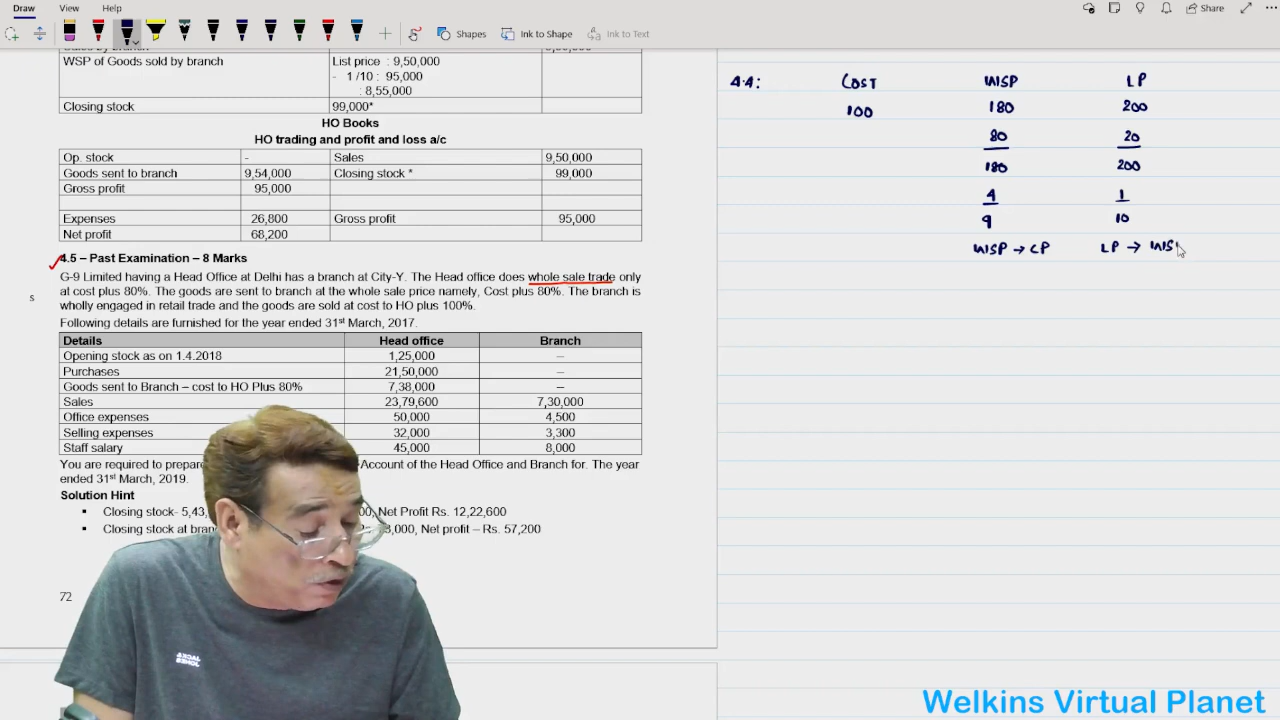 Draw Insert View Help
Shapes Ink to Shape Ink to Text Share
WSP of Goods sold by branch List price : 9,50,000
- 1 /10 : 95,000
: 8,55,000
Closing stock 99,000*
HO Books
HO trading and profit and loss a/c
Op. stock - Sales 9,50,000
Goods sent to branch 9,54,000 Closing stock * 99,000
Gross profit 95,000
Expenses 26,800 Gross profit 95,000
Net profit 68,200
4.5 – Past Examination – 8 Marks
G-9 Limited having a Head Office at Delhi has a branch at City-Y. The Head office does whole sale trade only
at cost plus 80%. The goods are sent to branch at the whole sale price namely, Cost plus 80%. The branch is
s
wholly engaged in retail trade and the goods are sold at cost to HO plus 100%.
Following details are furnished for the year ended 31st March, 2017.
Details Head office Branch
Opening stock as on 1.4.2018 1,25,000 –
Purchases 21,50,000 –
Goods sent to Branch – cost to HO Plus 80% 7,38,000 –
Sales 23,79,600 7,30,000
Office expenses 50,000 4,500
Selling expenses 32,000 3,300
Staff salary 45,000 8,000
You are required to prepare Account of the Head Office and Branch for. The year
ended 31st March, 2019.
Solution Hint
Closing stock- 5,43, Net Profit Rs. 12,22,600
Closing stock at Net profit – Rs. 57,200
72
4.4: COST WSP LP
100 180 200
80 20
180 200
4 1
9 10
WSP → CP LP → WS
Welkins Virtual Planet